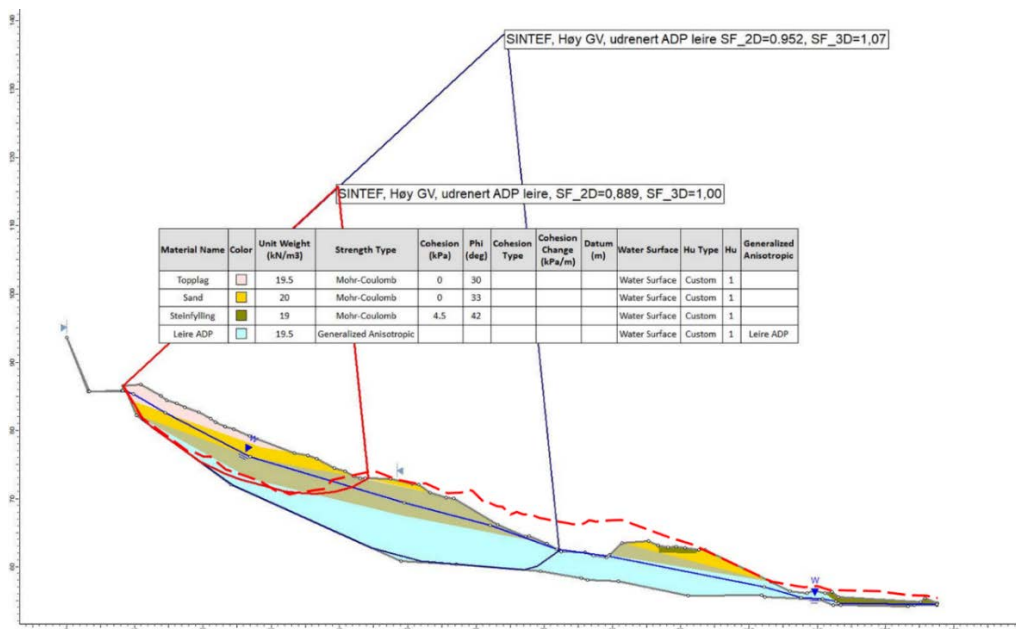 140
SINTEF, Høy GV, udrenert ADP leire SF_2D=0.952, SF_3D=1,07
130
120
SINTEF, Høy GV, udrenert ADP leire, SF_2D=0,889, SF_3D=1,00
110
Material Name Color Unit Weight (kN/m3) Strength Type Cohesion (kPa) Phi (deg) Cohesion Type Cohesion Change (kPa/m) Datum (m) Water Surface Hu Type Hu Generalized Anisotropic
Topplag 19.5 Mohr-Coulomb 0 30 Water Surface Custom 1
Sand 20 Mohr-Coulomb 0 33 Water Surface Custom 1
Steinfylling 19 Mohr-Coulomb 4.5 42 Water Surface Custom 1
Leire ADP 19.5 Generalized Anisotropic Water Surface Custom 1 Leire ADP
100
90
80
W
70
60
W